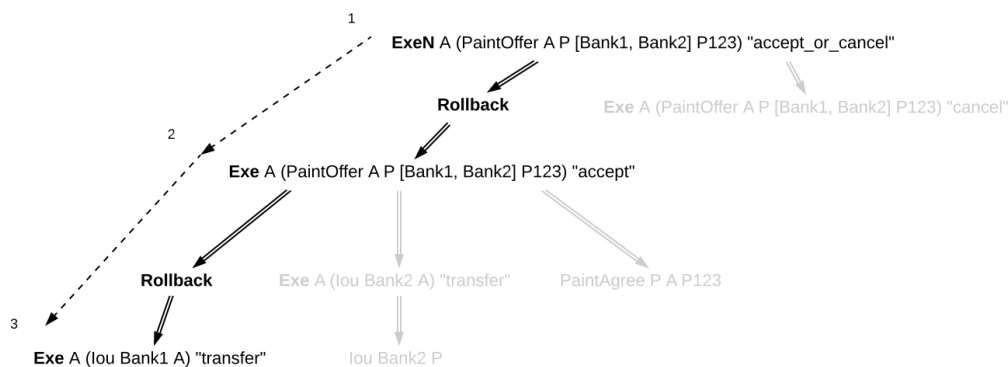 1
ExeN A (PaintOffer A P [Bank1, Bank2] P123) "accept_or_cancel"
Rollback
Exe A (PaintOffer A P [Bank1, Bank2] P123) "cancel"
2
Exe A (PaintOffer A P [Bank1, Bank2] P123) "accept"
Rollback
Exe A (Iou Bank2 A) "transfer"
PaintAgree P A P123
3
Exe A (Iou Bank1 A) "transfer"
Iou Bank2 P